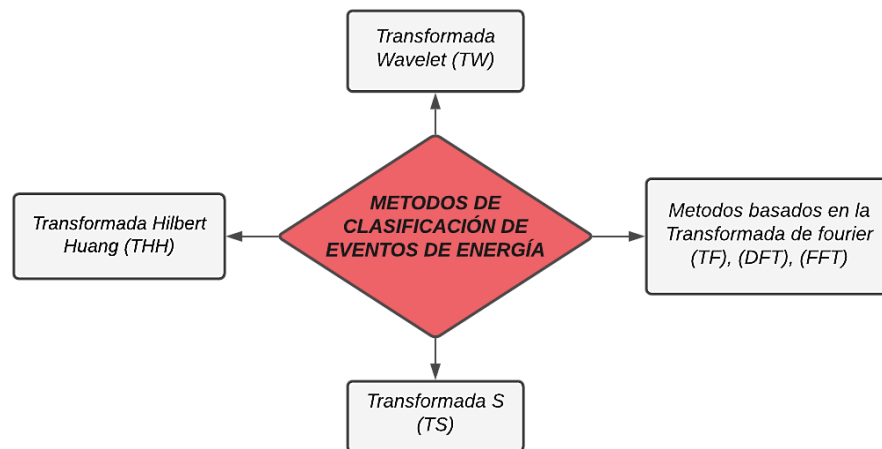 Transformada
Wavelet (TW)
METODOS DE
CLASIFICACIÓN DE
EVENTOS DE ENERGÍA
Transformada Hilbert
Huang (THH)
Metodos basados en la
Transformada de fourier
(TF), (DFT), (FFT)
Transformada S
(TS)